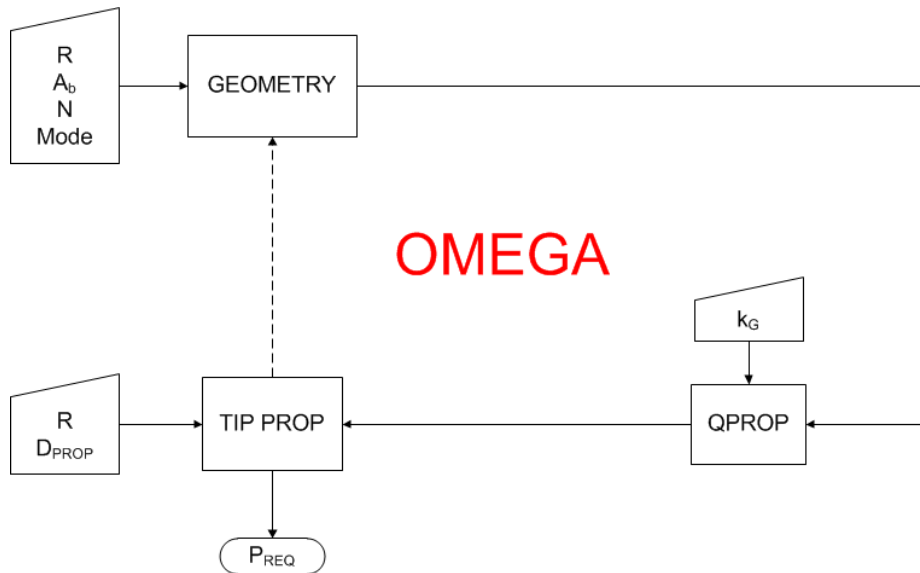 R
A_b
N
Mode
GEOMETRY
OMEGA
k_G
R
D_PROP
TIP PROP
QPROP
P_REQ